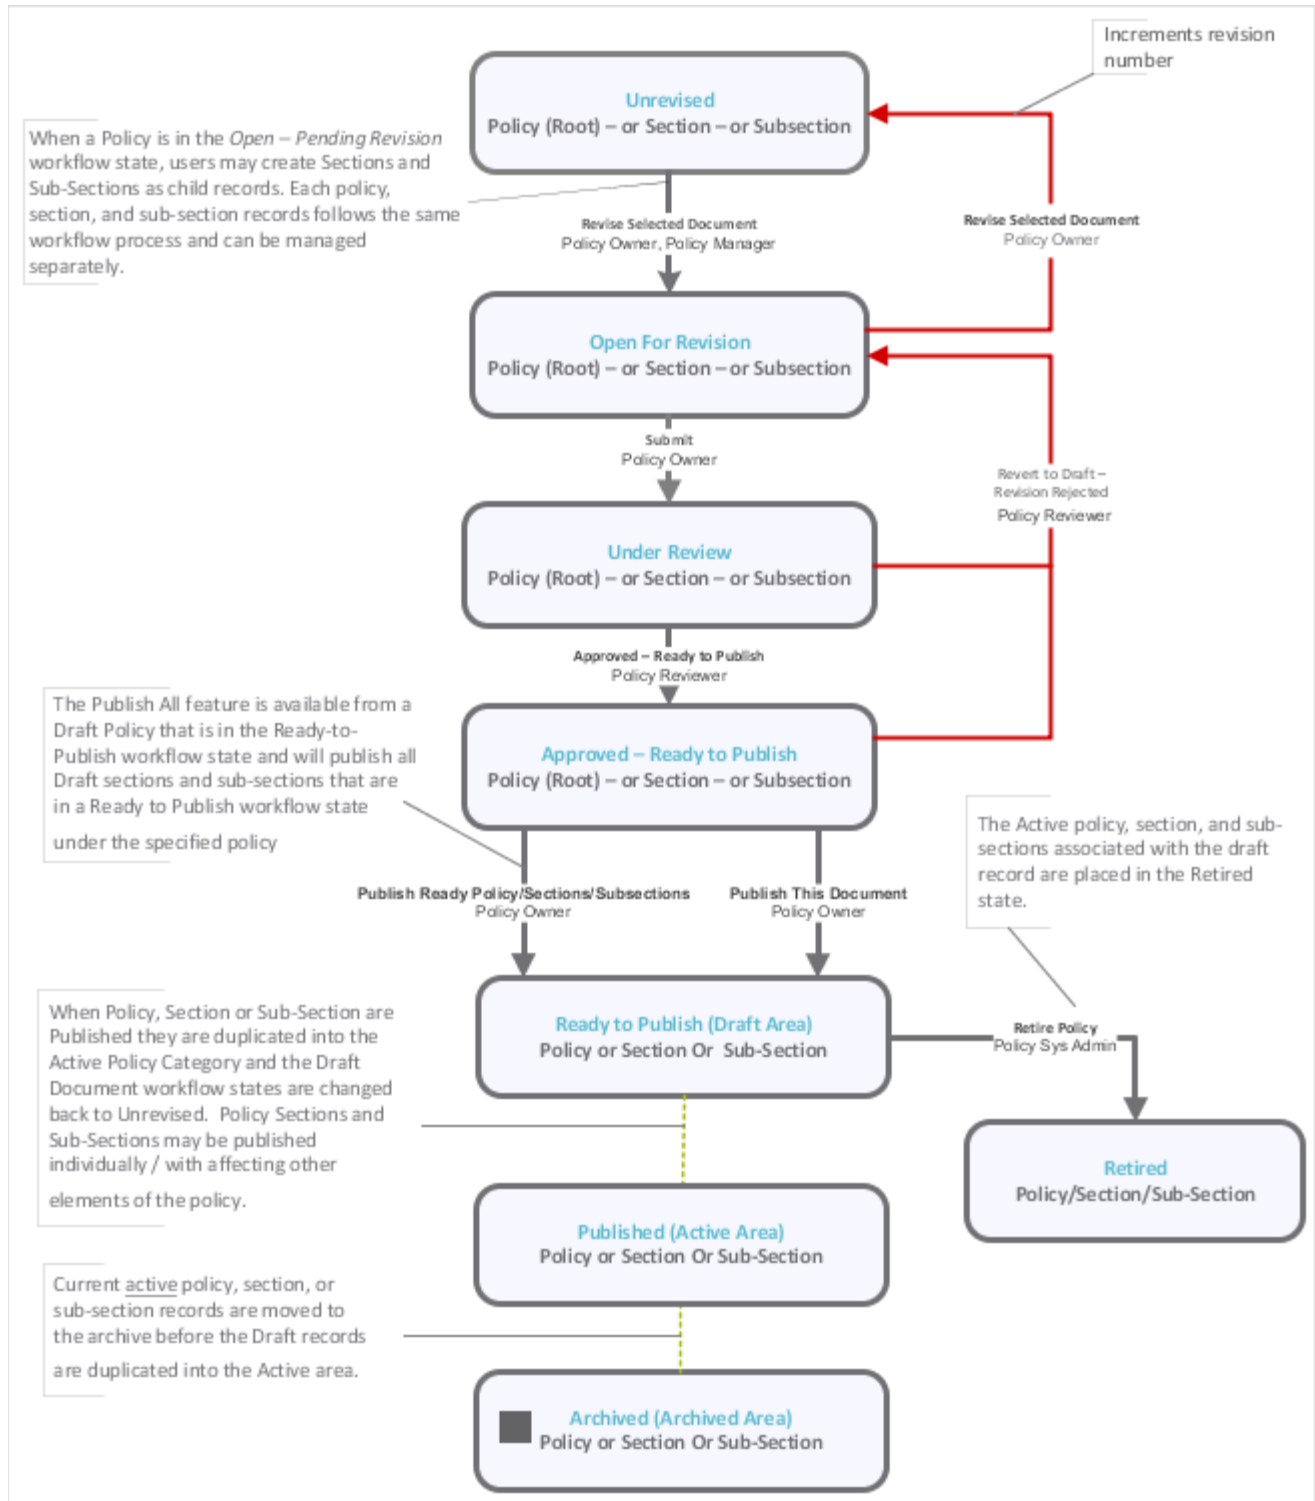 Increments revision
number
Unrevised
Policy (Root) – or Section – or Subsection
When a Policy is in the Open – Pending Revision
workflow state, users may create Sections and
Sub-Sections as child records. Each policy,
section, and sub-section records follows the same
workflow process and can be managed
separately.
Revise Selected Document
Policy Owner, Policy Manager
Revise Selected Document
Policy Owner
Open For Revision
Policy (Root) – or Section – or Subsection
Submit
Policy Owner
Revert to Draft –
Revision Rejected
Policy Reviewer
Under Review
Policy (Root) – or Section – or Subsection
Approved – Ready to Publish
Policy Reviewer
The Publish All feature is available from a
Draft Policy that is in the Ready-to-
Publish workflow state and will publish all
Draft sections and sub-sections that are
in a Ready to Publish workflow state
under the specified policy
Approved – Ready to Publish
Policy (Root) – or Section – or Subsection
The Active policy, section, and sub-
sections associated with the draft
record are placed in the Retired
state.
Publish Ready Policy/Sections/Subsections
Policy Owner
Publish This Document
Policy Owner
When Policy, Section or Sub-Section are
Published they are duplicated into the
Active Policy Category and the Draft
Document workflow states are changed
back to Unrevised.  Policy Sections and
Sub-Sections may be published
individually / with affecting other
elements of the policy.
Ready to Publish (Draft Area)
Policy or Section Or  Sub-Section
Retire Policy
Policy Sys Admin
Retired
Policy/Section/Sub-Section
Published (Active Area)
Policy or Section Or Sub-Section
Current active policy, section, or
sub-section records are moved to
the archive before the Draft records
are duplicated into the Active area.
Archived (Archived Area)
Policy or Section Or Sub-Section